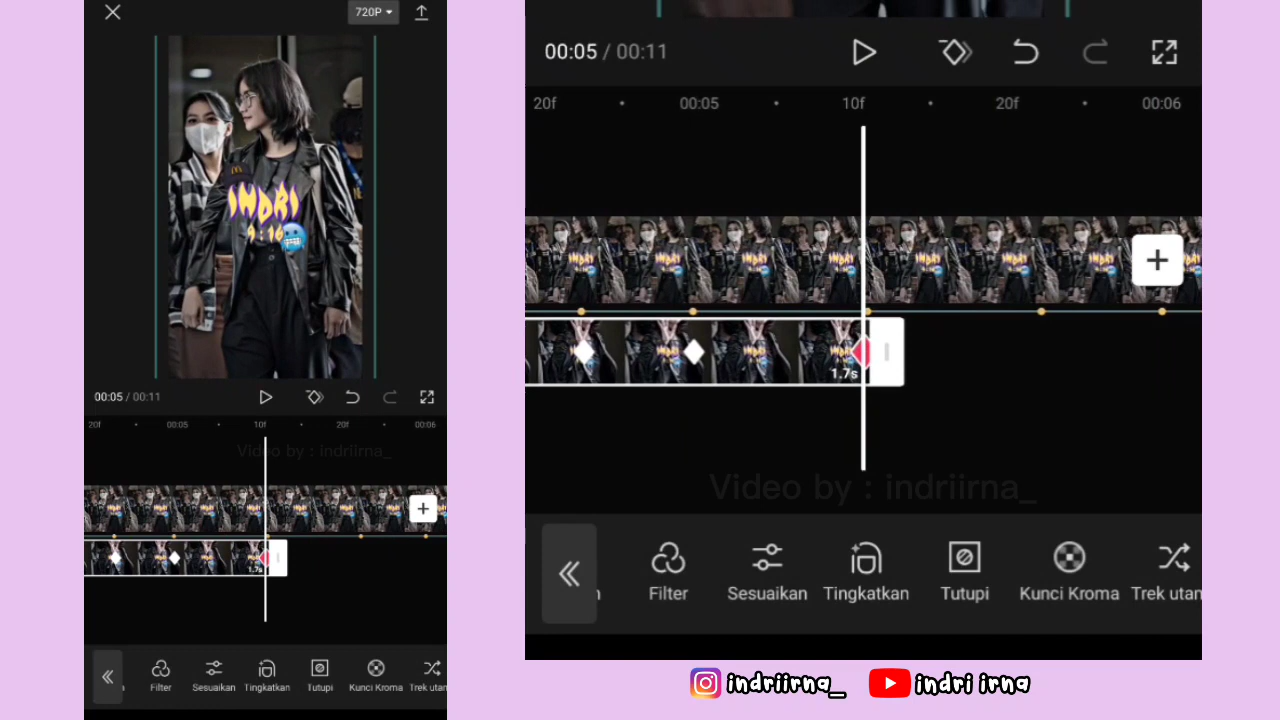 720P
INDRI
9:16
00:05 / 00:11
20f
00:05
10f
20f
00:06
Video by : indriirna_
1.7s
Filter
Sesuaikan
Tingkatkan
Tutupi
Kunci Kroma
Trek utan
00:05 / 00:11
20f
00:05
10f
20f
00:06
1.7s
Video by : indriirna_
Filter
Sesuaikan
Tingkatkan
Tutupi
Kunci Kroma
Trek utan
indriirna_
indri irna